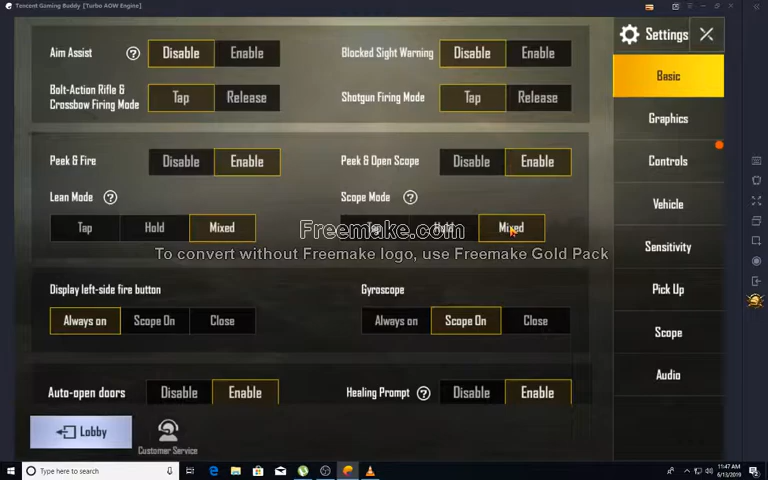 Tencent Gaming Buddy [Turbo AOW Engine]
Settings
Aim Assist ? Disable Enable Blocked Sight Warning Disable Enable
Bolt-Action Rifle &
Crossbow Firing Mode Tap Release Shotgun Firing Mode Tap Release
Peek & Fire Disable Enable Peek & Open Scope Disable Enable
Lean Mode ? Scope Mode ?
Tap Hold Mixed Tap Hold Mixed
Freemake.com
To convert without Freemake logo, use Freemake Gold Pack
Display left-side fire button Gyroscope
Always on Scope On Close Always on Scope On Close
Auto-open doors Disable Enable Healing Prompt ? Disable Enable
Lobby
Customer Service
Basic
Graphics
Controls
Vehicle
Sensitivity
Pick Up
Scope
Audio
Type here to search
11:47 AM
6/13/2019